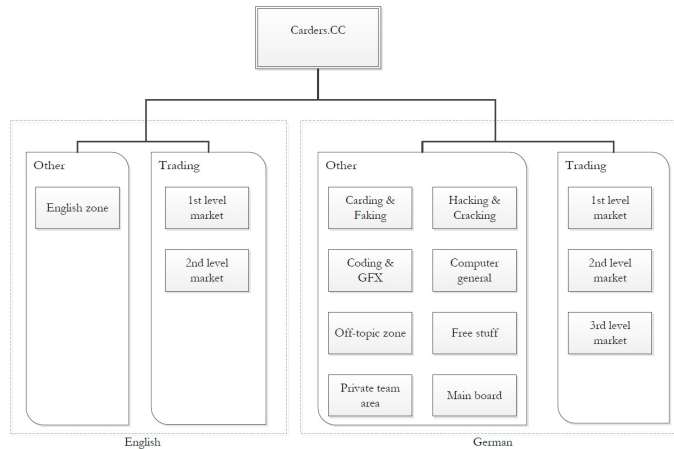 Carders.CC
Other
English zone
Trading
1st level
market
2nd level
market
English
Other
Carding &
Faking
Hacking &
Cracking
Coding &
GFX
Computer
general
Off-topic zone
Free stuff
Private team
area
Main board
Trading
1st level
market
2nd level
market
3rd level
market
German